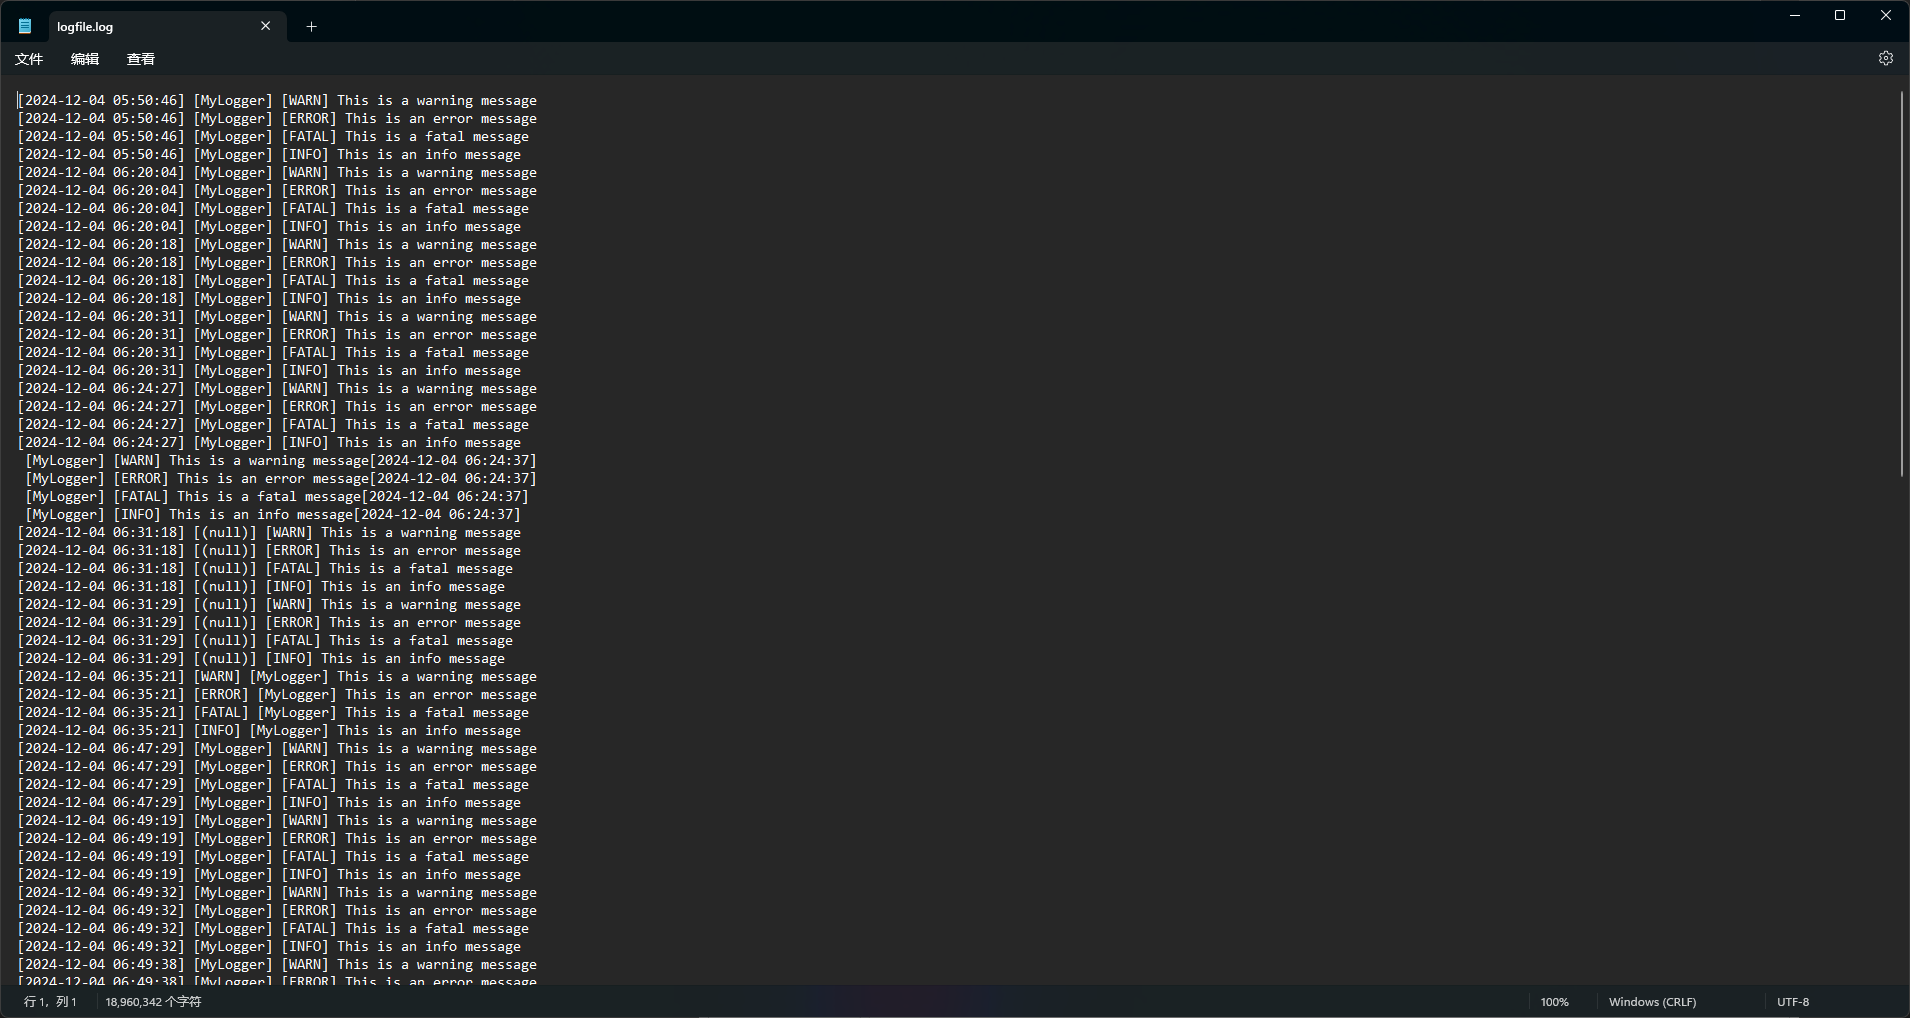 logfile.log
文件 编辑 查看
[2024-12-04 05:50:46] [MyLogger] [WARN] This is a warning message
[2024-12-04 05:50:46] [MyLogger] [ERROR] This is an error message
[2024-12-04 05:50:46] [MyLogger] [FATAL] This is a fatal message
[2024-12-04 05:50:46] [MyLogger] [INFO] This is an info message
[2024-12-04 06:20:04] [MyLogger] [WARN] This is a warning message
[2024-12-04 06:20:04] [MyLogger] [ERROR] This is an error message
[2024-12-04 06:20:04] [MyLogger] [FATAL] This is a fatal message
[2024-12-04 06:20:04] [MyLogger] [INFO] This is an info message
[2024-12-04 06:20:18] [MyLogger] [WARN] This is a warning message
[2024-12-04 06:20:18] [MyLogger] [ERROR] This is an error message
[2024-12-04 06:20:18] [MyLogger] [FATAL] This is a fatal message
[2024-12-04 06:20:18] [MyLogger] [INFO] This is an info message
[2024-12-04 06:20:31] [MyLogger] [WARN] This is a warning message
[2024-12-04 06:20:31] [MyLogger] [ERROR] This is an error message
[2024-12-04 06:20:31] [MyLogger] [FATAL] This is a fatal message
[2024-12-04 06:20:31] [MyLogger] [INFO] This is an info message
[2024-12-04 06:24:27] [MyLogger] [WARN] This is a warning message
[2024-12-04 06:24:27] [MyLogger] [ERROR] This is an error message
[2024-12-04 06:24:27] [MyLogger] [FATAL] This is a fatal message
[2024-12-04 06:24:27] [MyLogger] [INFO] This is an info message
[MyLogger] [WARN] This is a warning message[2024-12-04 06:24:37]
[MyLogger] [ERROR] This is an error message[2024-12-04 06:24:37]
[MyLogger] [FATAL] This is a fatal message[2024-12-04 06:24:37]
[MyLogger] [INFO] This is an info message[2024-12-04 06:24:37]
[2024-12-04 06:31:18] [(null)] [WARN] This is a warning message
[2024-12-04 06:31:18] [(null)] [ERROR] This is an error message
[2024-12-04 06:31:18] [(null)] [FATAL] This is a fatal message
[2024-12-04 06:31:18] [(null)] [INFO] This is an info message
[2024-12-04 06:31:29] [(null)] [WARN] This is a warning message
[2024-12-04 06:31:29] [(null)] [ERROR] This is an error message
[2024-12-04 06:31:29] [(null)] [FATAL] This is a fatal message
[2024-12-04 06:31:29] [(null)] [INFO] This is an info message
[2024-12-04 06:35:21] [WARN] [MyLogger] This is a warning message
[2024-12-04 06:35:21] [ERROR] [MyLogger] This is an error message
[2024-12-04 06:35:21] [FATAL] [MyLogger] This is a fatal message
[2024-12-04 06:35:21] [INFO] [MyLogger] This is an info message
[2024-12-04 06:47:29] [MyLogger] [WARN] This is a warning message
[2024-12-04 06:47:29] [MyLogger] [ERROR] This is an error message
[2024-12-04 06:47:29] [MyLogger] [FATAL] This is a fatal message
[2024-12-04 06:47:29] [MyLogger] [INFO] This is an info message
[2024-12-04 06:49:19] [MyLogger] [WARN] This is a warning message
[2024-12-04 06:49:19] [MyLogger] [ERROR] This is an error message
[2024-12-04 06:49:19] [MyLogger] [FATAL] This is a fatal message
[2024-12-04 06:49:19] [MyLogger] [INFO] This is an info message
[2024-12-04 06:49:32] [MyLogger] [WARN] This is a warning message
[2024-12-04 06:49:32] [MyLogger] [ERROR] This is an error message
[2024-12-04 06:49:32] [MyLogger] [FATAL] This is a fatal message
[2024-12-04 06:49:32] [MyLogger] [INFO] This is an info message
[2024-12-04 06:49:38] [MyLogger] [WARN] This is a warning message
[2024-12-04 06:49:38] [MyLogger] [ERROR] This is an error message
行 1，列 1 18,960,342 个字符 100% Windows (CRLF) UTF-8